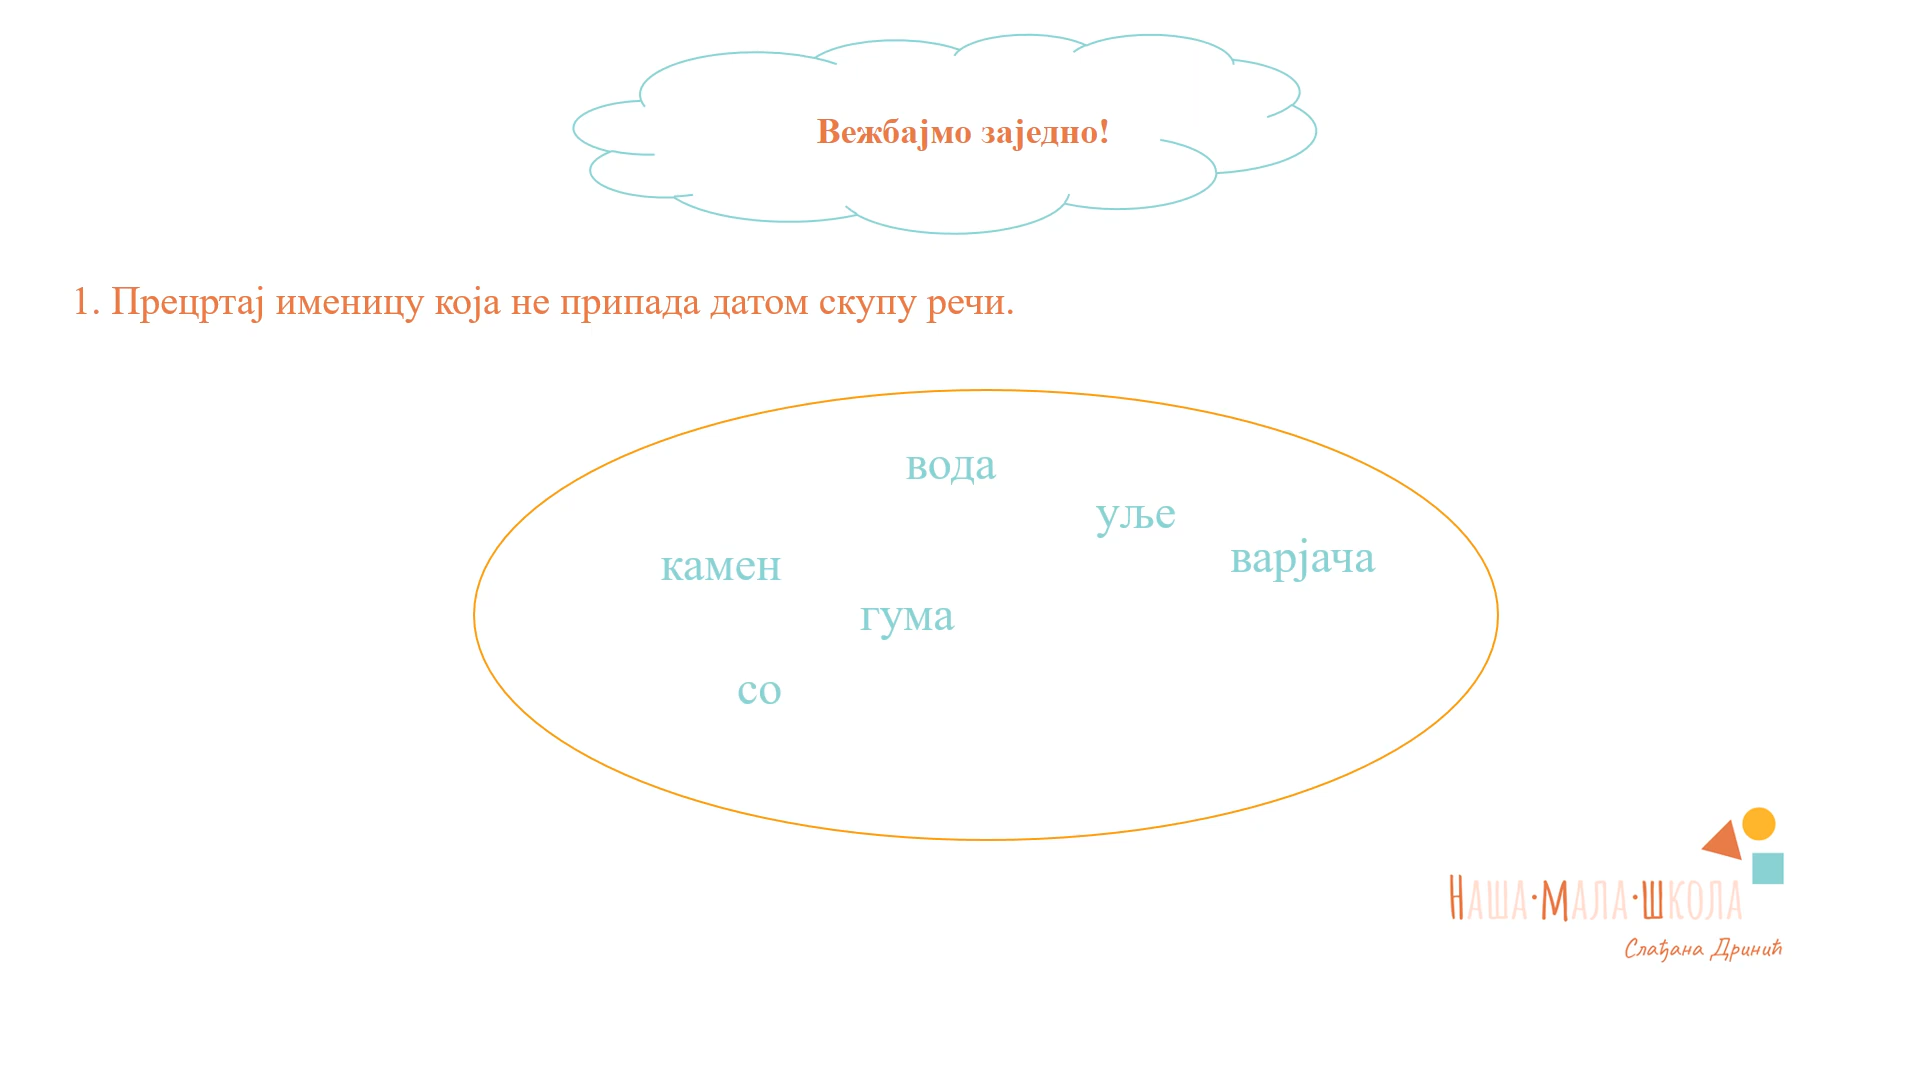 Вежбајмо заједно!
1. Прецртај именицу која не припада датом скупу речи.
вода
уље
варјача
камен
гума
со
НАША·МАЛА·ШКОЛА
Слађана Дринић